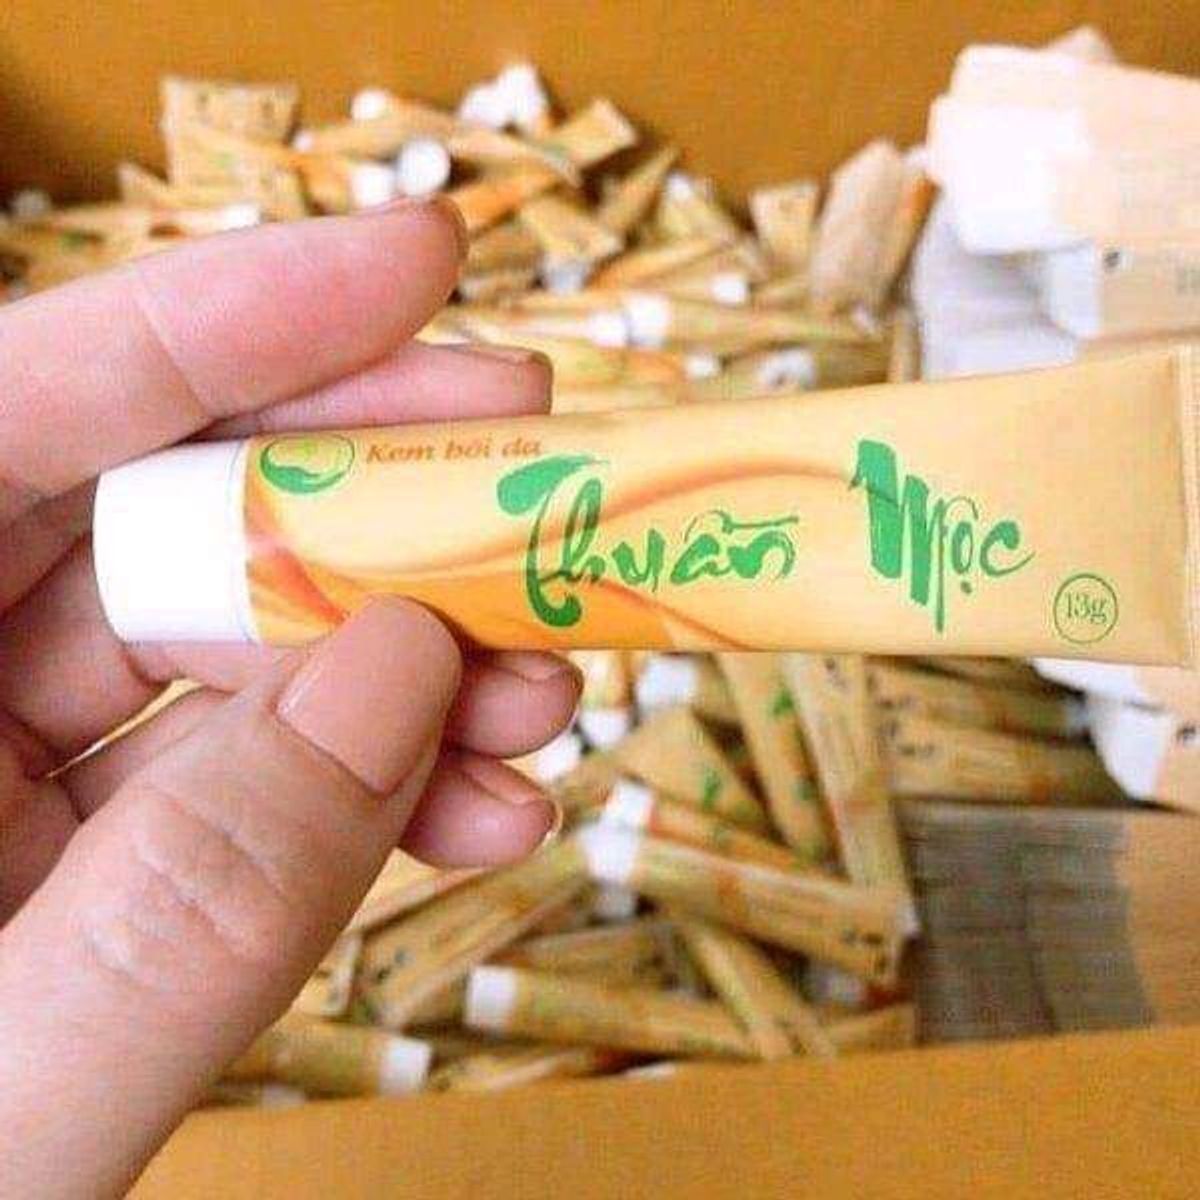 Kem bôi da
Thuần Mộc
13g